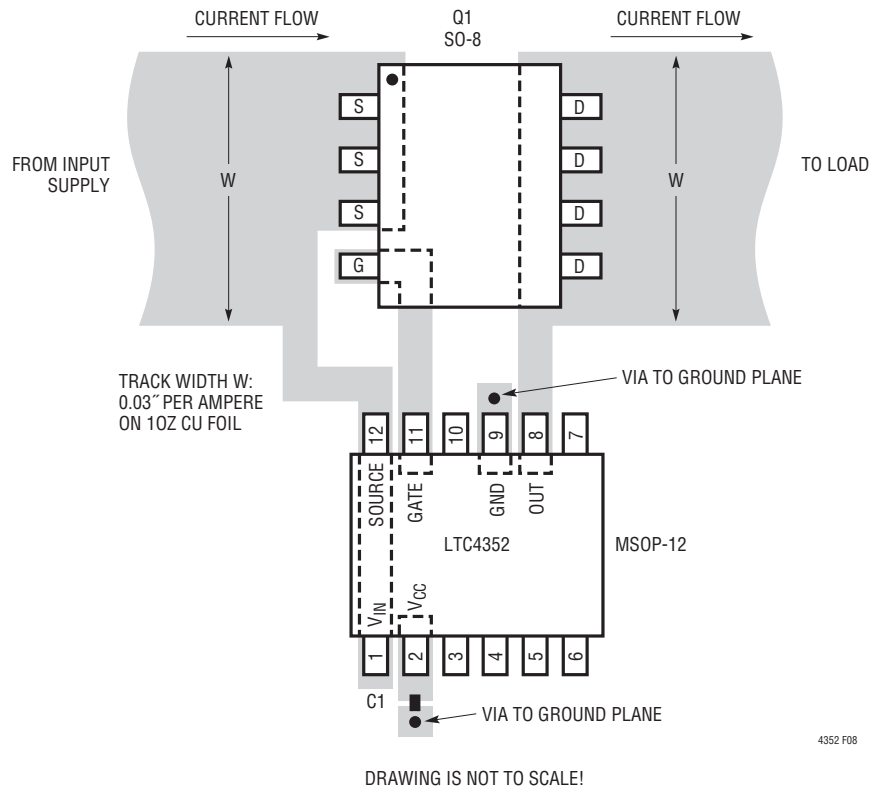 CURRENT FLOW
Q1
SO-8
CURRENT FLOW
S
D
FROM INPUT
SUPPLY
W
S
D
W
TO LOAD
S
D
G
D
TRACK WIDTH W:
0.03˝ PER AMPERE
ON 1OZ CU FOIL
VIA TO GROUND PLANE
12
11
10
9
8
7
SOURCE
GATE
GND
OUT
LTC4352
MSOP-12
VIN
VCC
1
2
3
4
5
6
C1
VIA TO GROUND PLANE
4352 F08
DRAWING IS NOT TO SCALE!